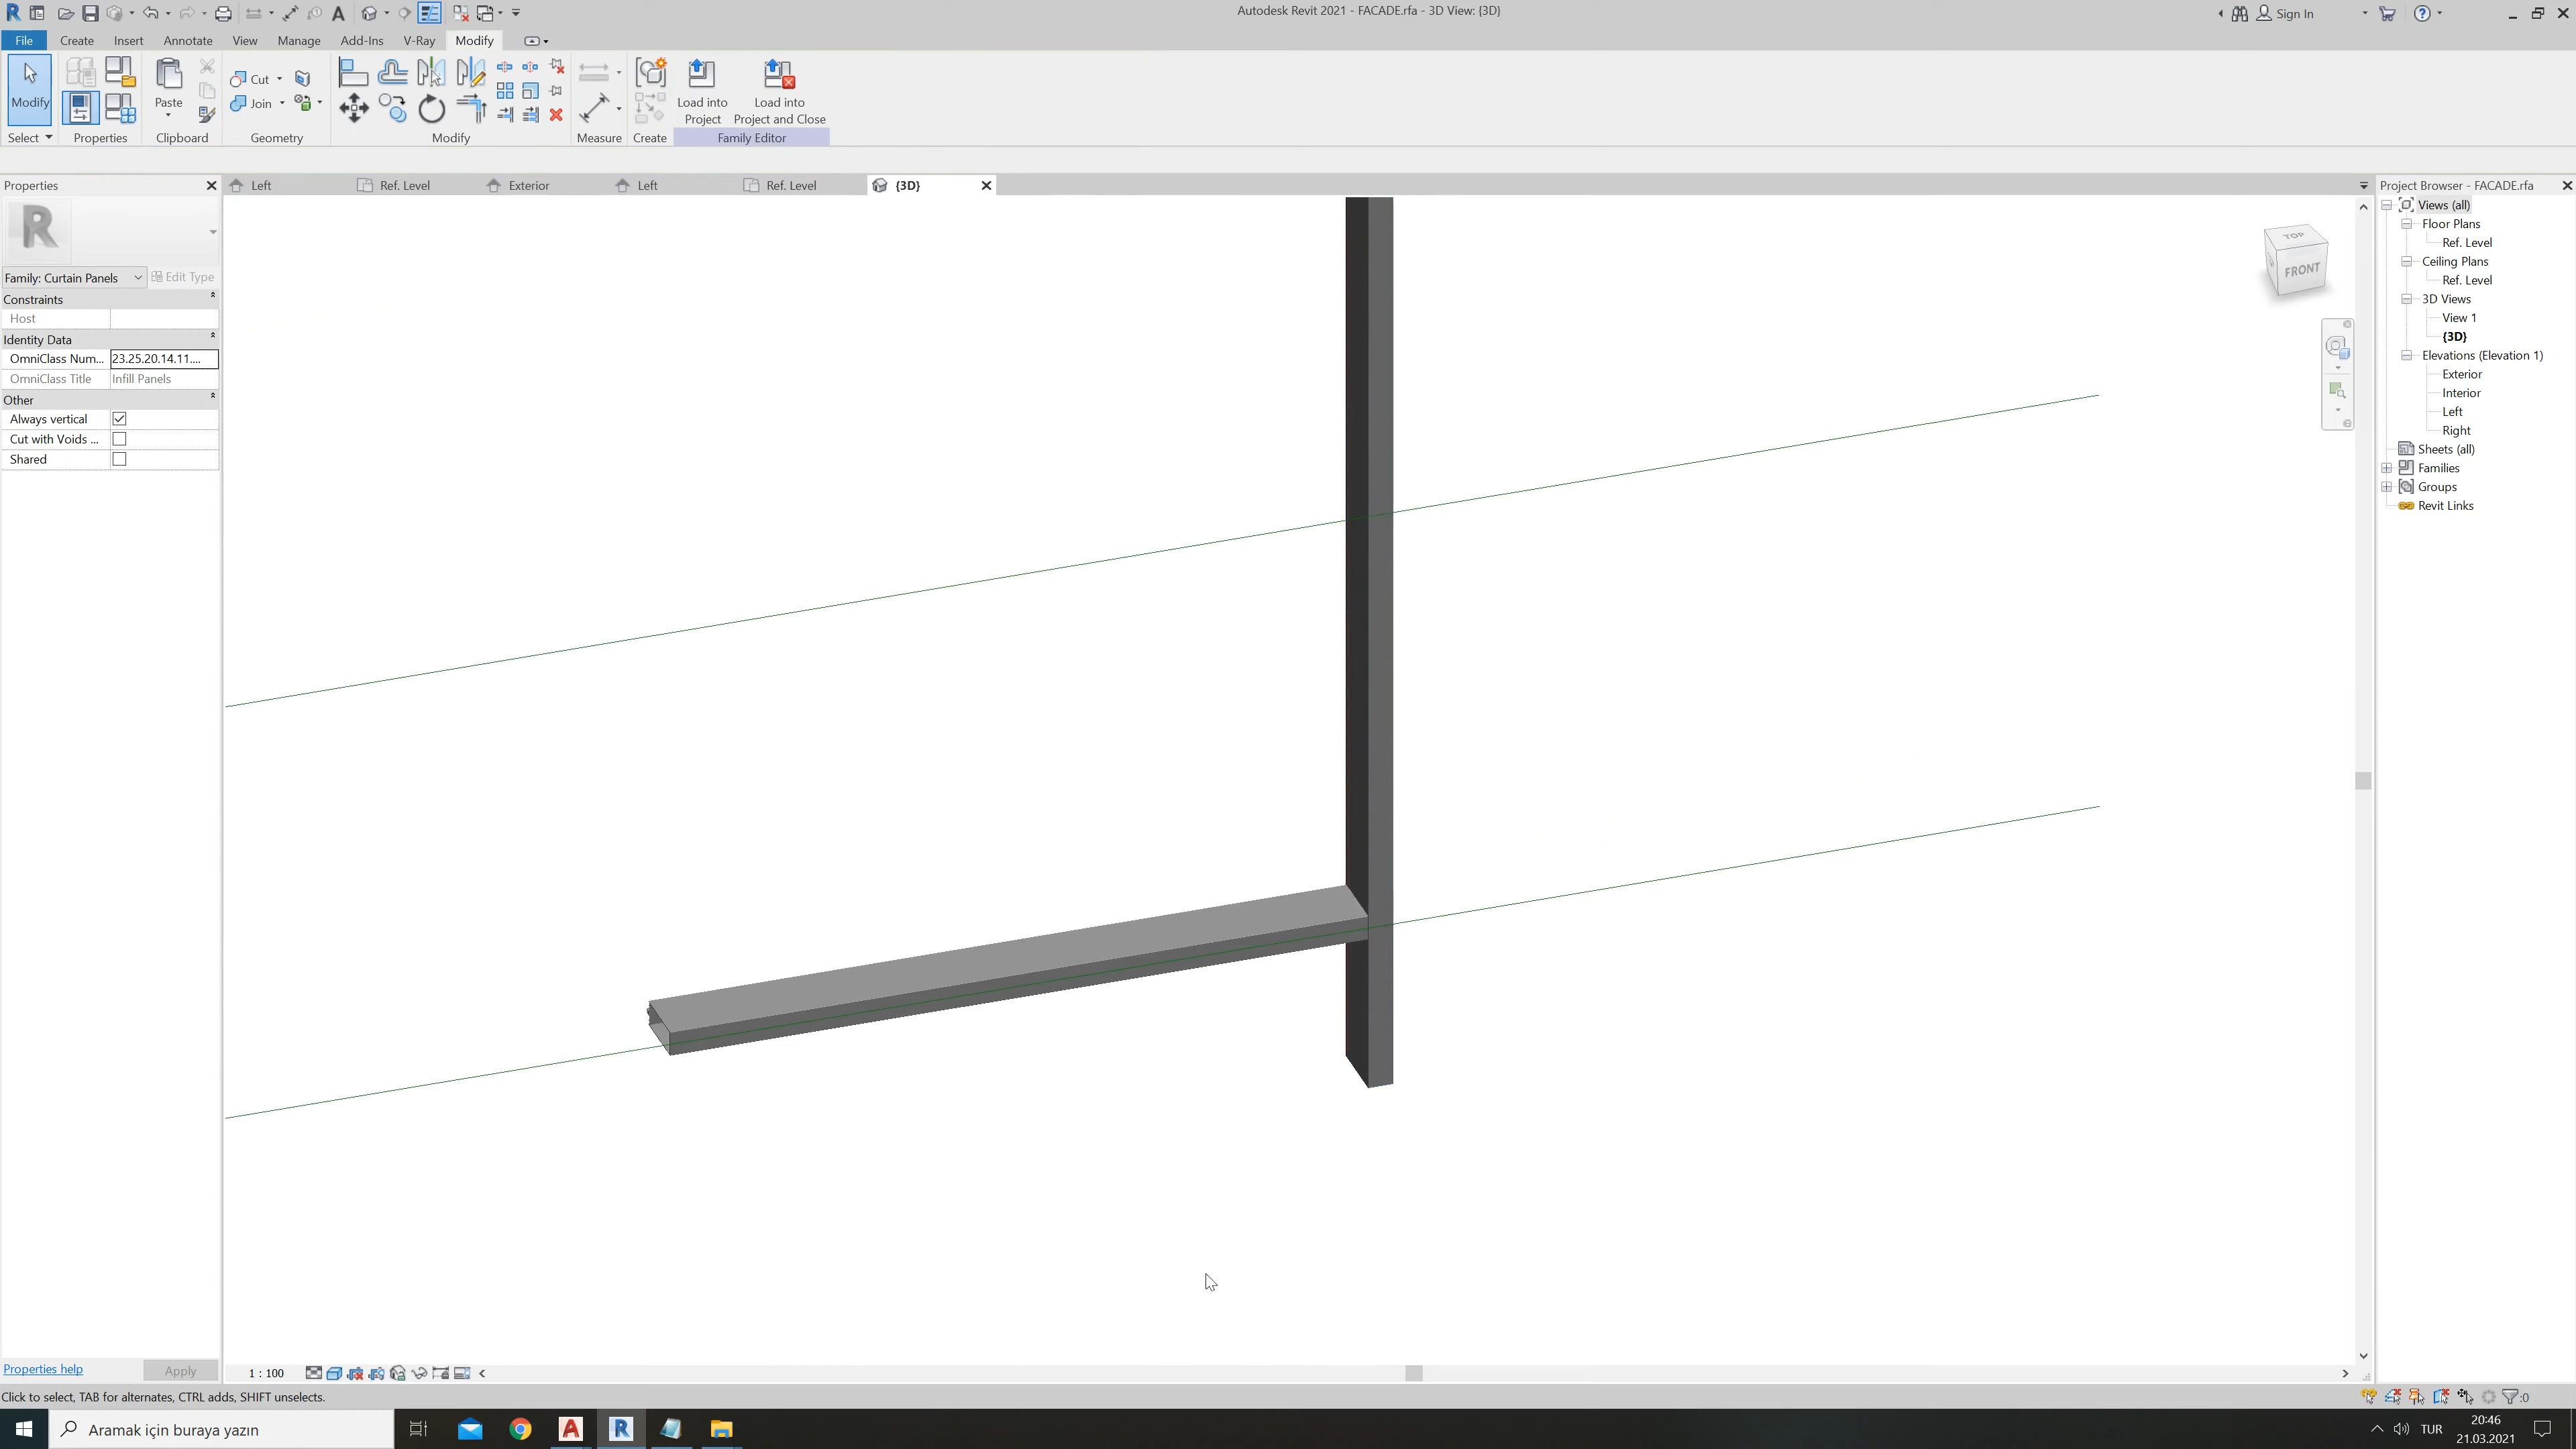 Autodesk Revit 2021 - FACADE.rfa - 3D View: {3D}
Sign In
File Create Insert Annotate View Manage Add-Ins V-Ray Modify
Modify
Paste
Cut
Join
Load into Project
Load into Project and Close
Select Properties Clipboard Geometry Modify Measure Create Family Editor
Properties
Left
Ref. Level
Exterior
Left
Ref. Level
{3D}
Project Browser - FACADE.rfa
Family: Curtain Panels
Edit Type
Constraints
Host
Identity Data
OmniClass Num... 23.25.20.14.11....
OmniClass Title Infill Panels
Other
Always vertical
Cut with Voids ...
Shared
TOP
FRONT
Views (all)
Floor Plans
Ref. Level
Ceiling Plans
Ref. Level
3D Views
View 1
{3D}
Elevations (Elevation 1)
Exterior
Interior
Left
Right
Sheets (all)
Families
Groups
Revit Links
Properties help
Apply
1 : 100
Click to select, TAB for alternates, CTRL adds, SHIFT unselects.
:0
Aramak için buraya yazın
TUR
20:46
21.03.2021